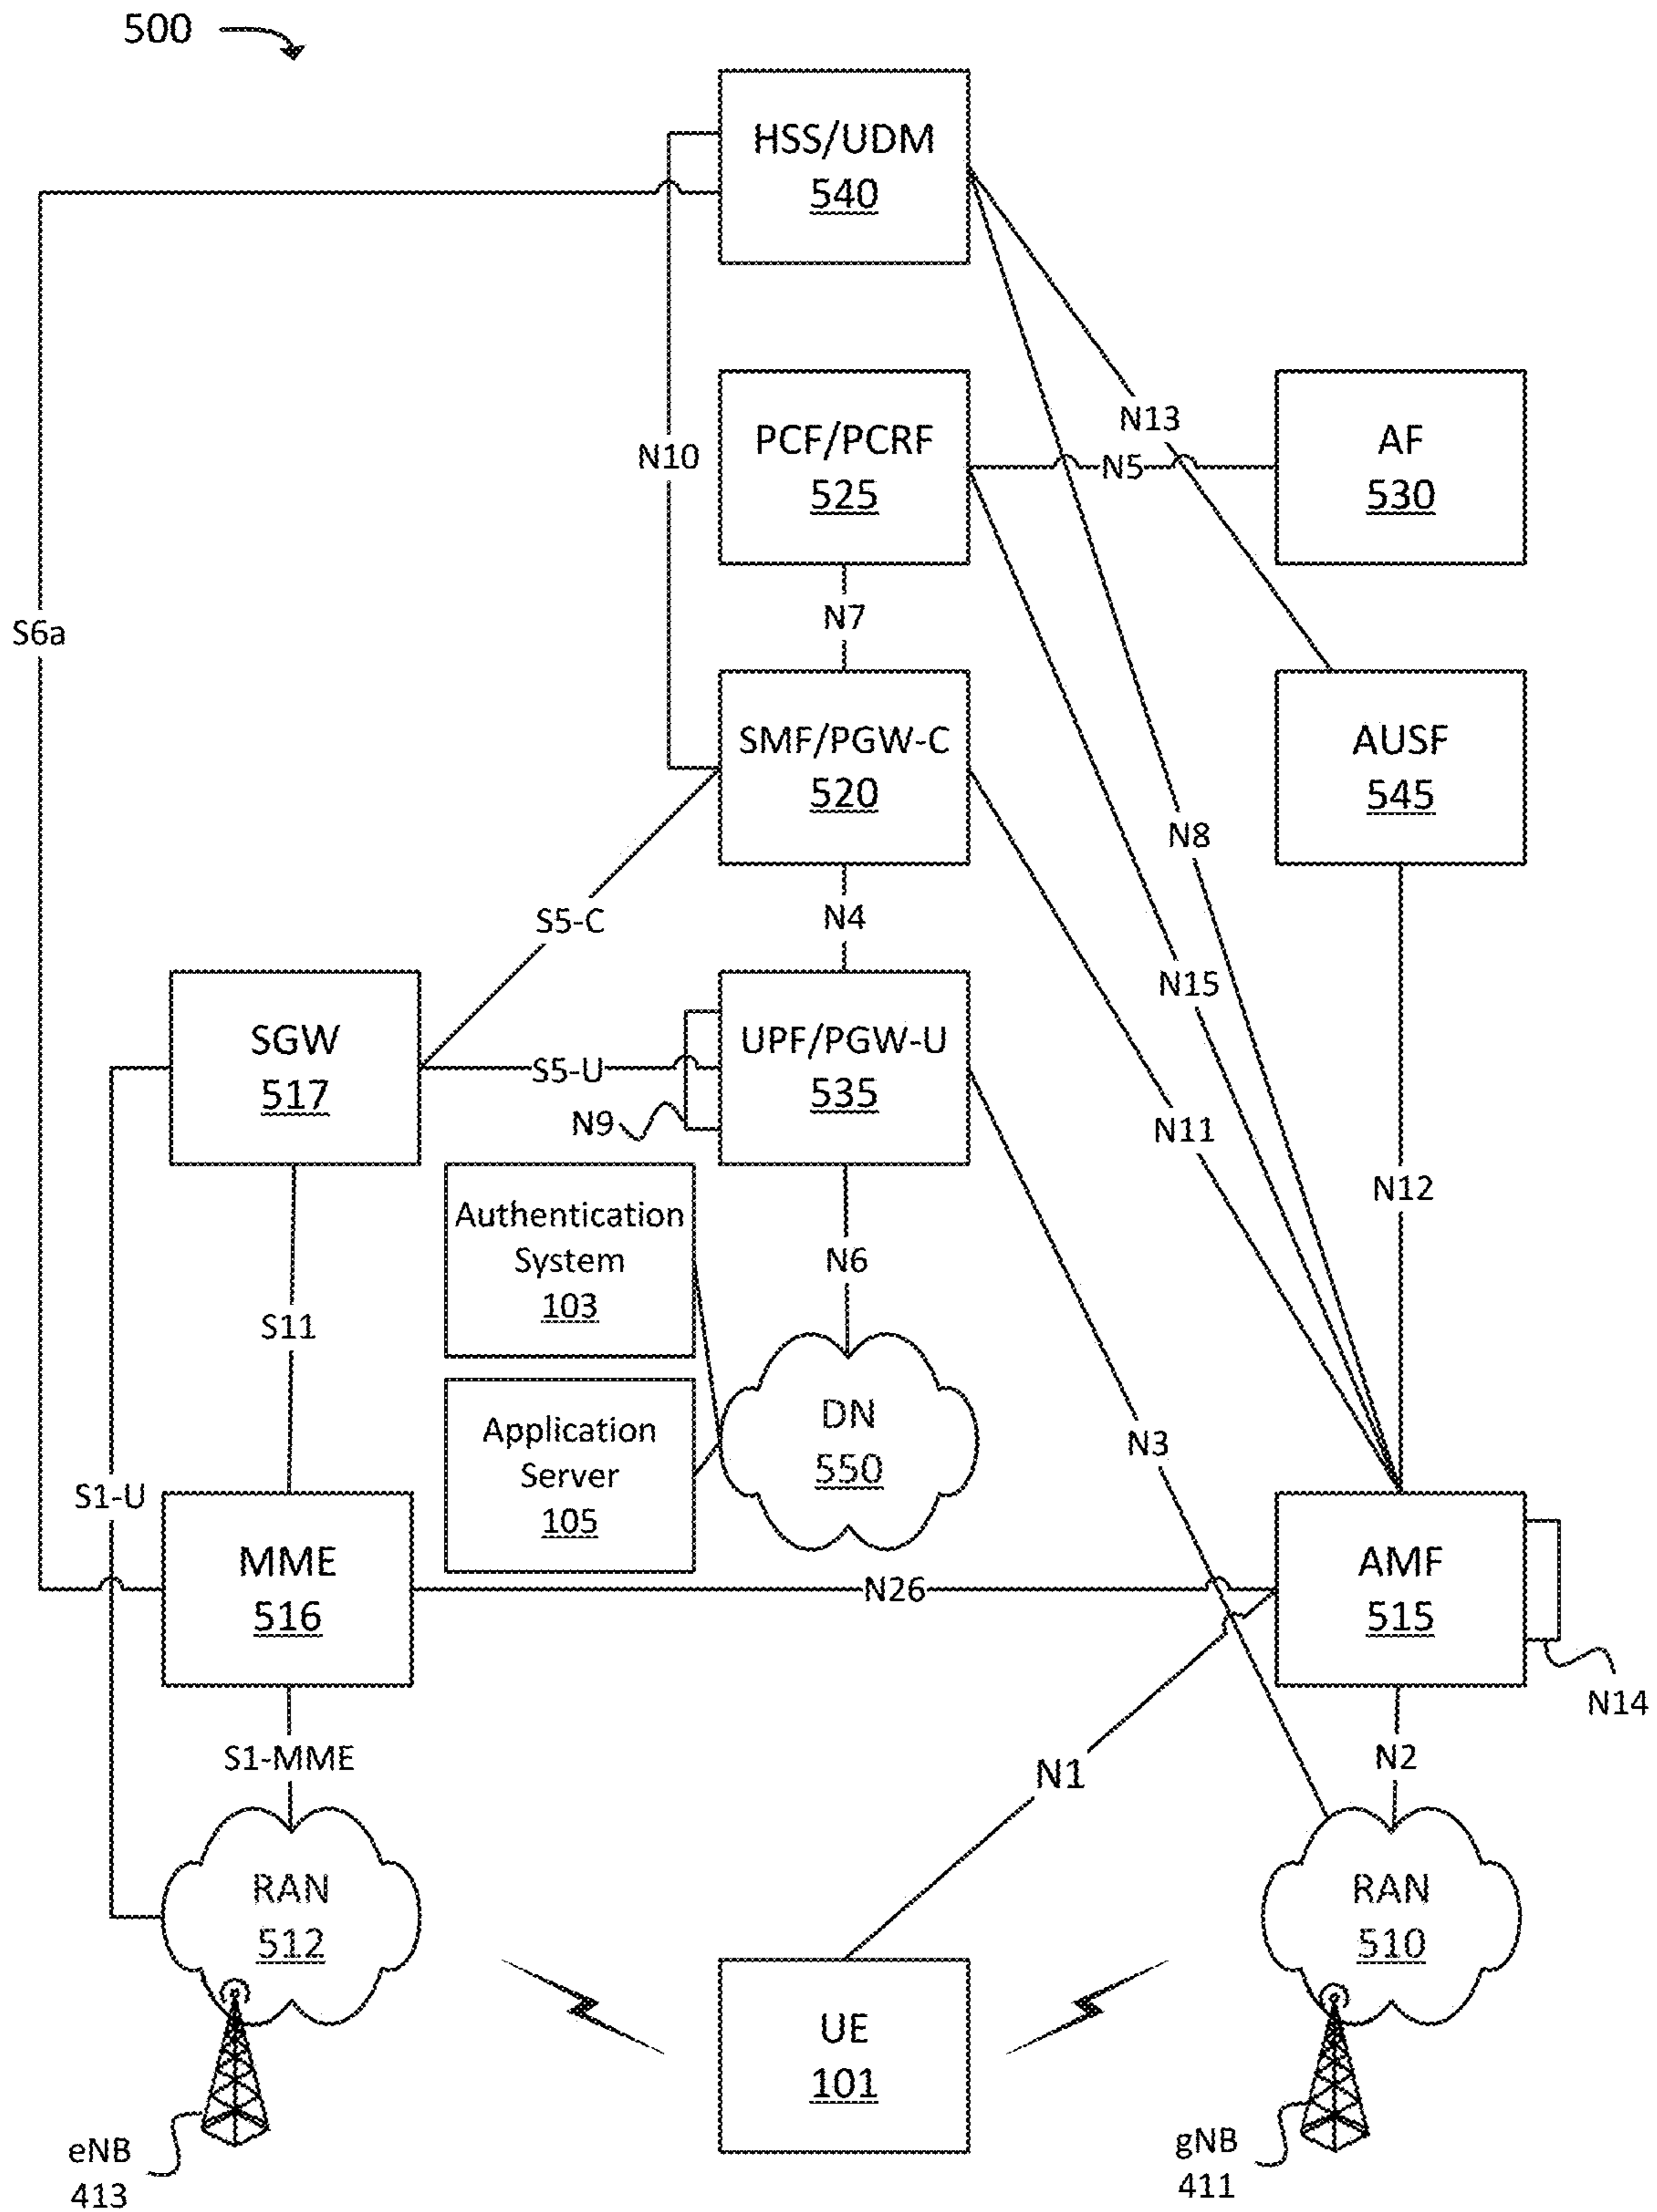 500
HSS/UDM
540
N13
PCF/PCRF
525
N5
AF
530
N10
N7
S6a
SMF/PGW-C
520
AUSF
545
N8
S5-C
N4
N15
SGW
517
S5-U
UPF/PGW-U
535
N9
N11
N12
Authentication
System
103
N6
S11
Application
Server
105
DN
550
N3
S1-U
MME
516
N26
AMF
515
N14
S1-MME
N1
N2
RAN
512
RAN
510
UE
101
eNB
413
gNB
411